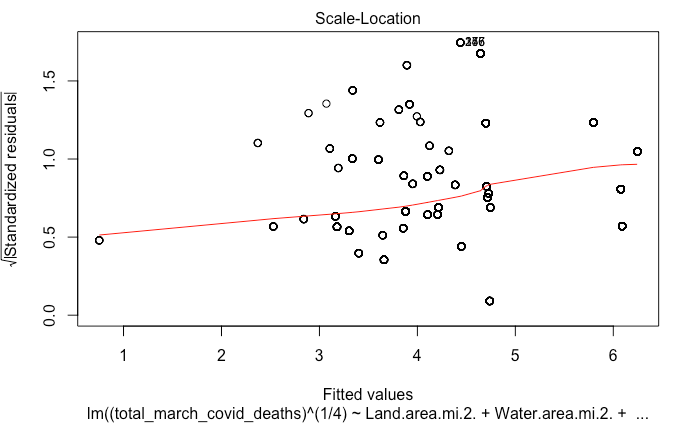 Scale-Location
√|Standardized residuals|
1.5
1.0
0.5
0.0
1 2 3 4 5 6
Fitted values
lm((total_march_covid_deaths)^(1/4) ~ Land.area.mi.2. + Water.area.mi.2. + ...